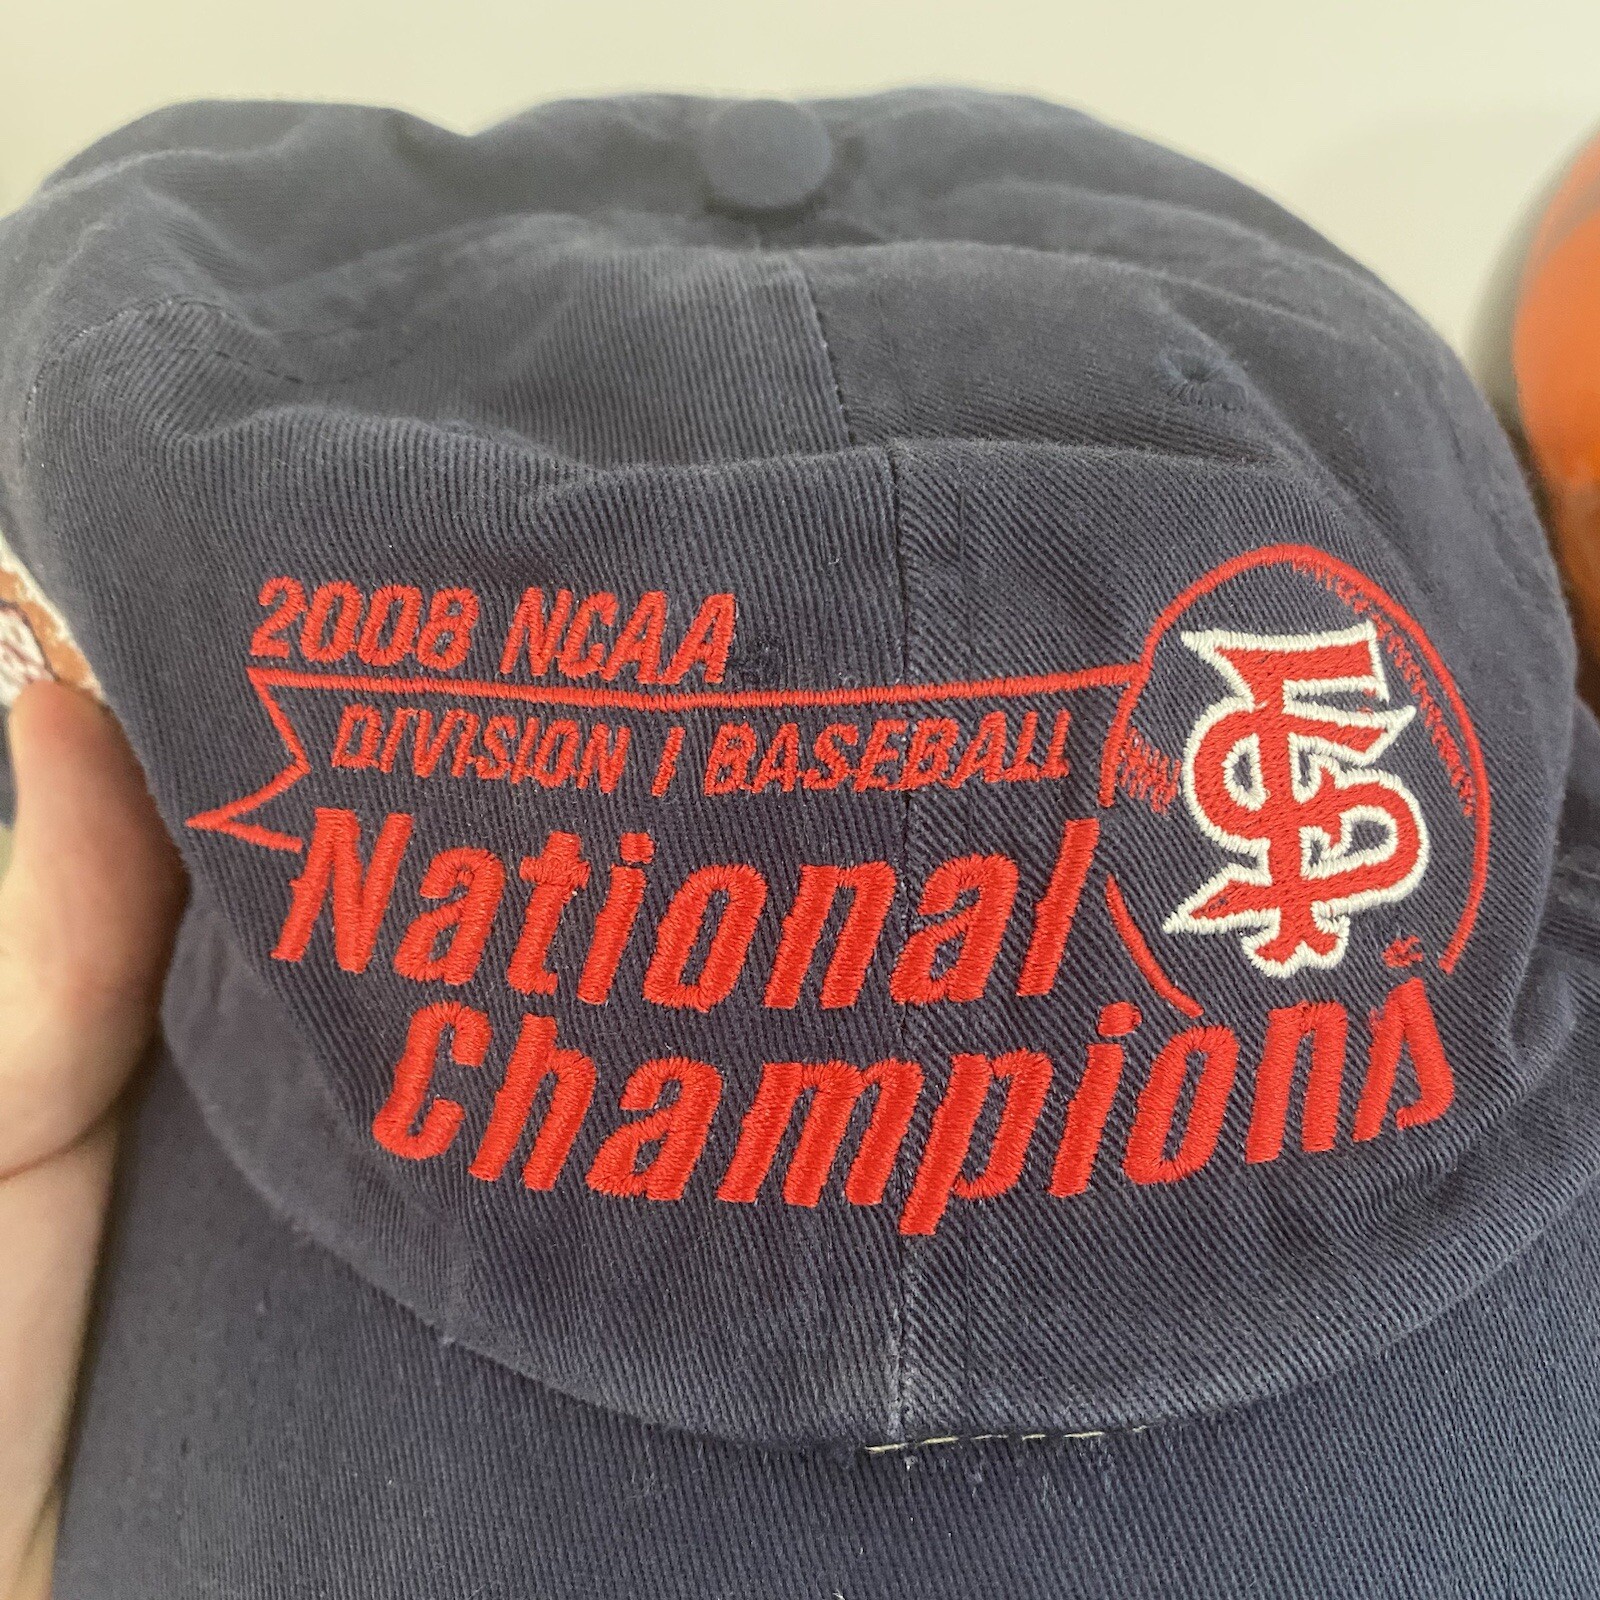 2008 NCAA
DIVISION I BASEBALL
National
Champions
FS